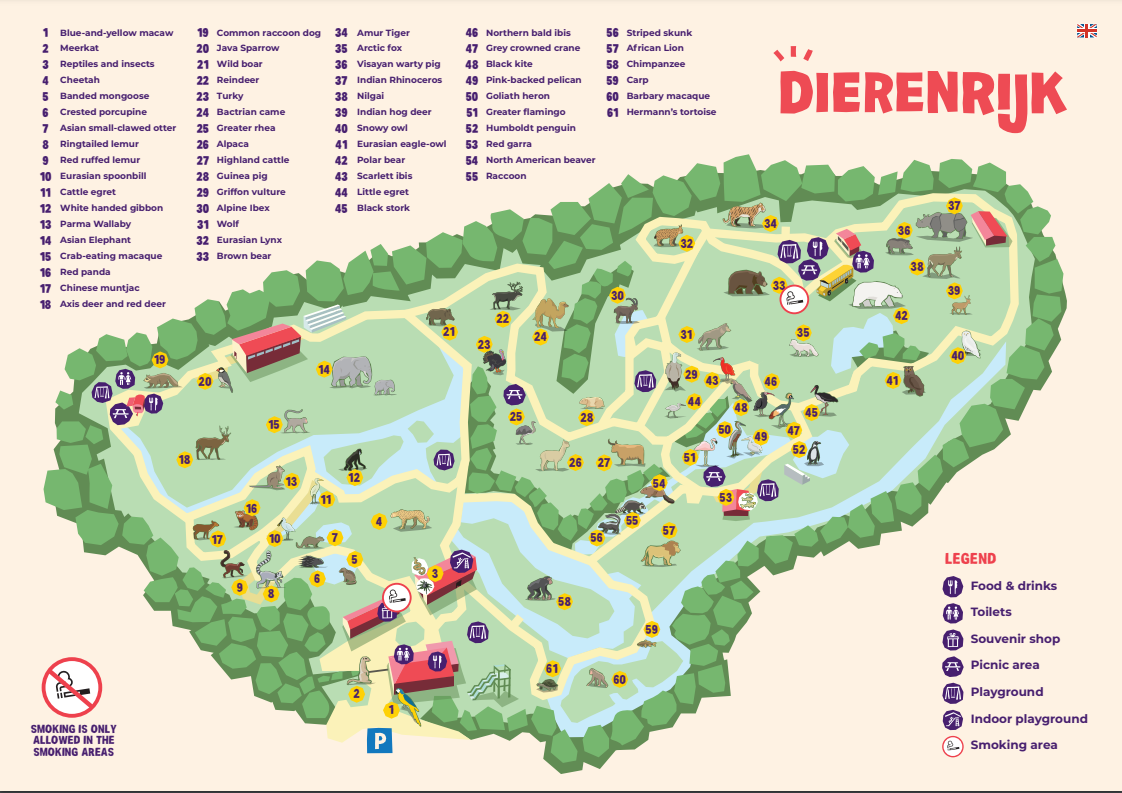 1 Blue-and-yellow macaw
2 Meerkat
3 Reptiles and insects
4 Cheetah
5 Banded mongoose
6 Crested porcupine
7 Asian small-clawed otter
8 Ringtailed lemur
9 Red ruffed lemur
10 Eurasian spoonbill
11 Cattle egret
12 White handed gibbon
13 Parma Wallaby
14 Asian Elephant
15 Crab-eating macaque
16 Red panda
17 Chinese muntjac
18 Axis deer and red deer
19 Common raccoon dog
20 Java Sparrow
21 Wild boar
22 Reindeer
23 Turky
24 Bactrian came
25 Greater rhea
26 Alpaca
27 Highland cattle
28 Guinea pig
29 Griffon vulture
30 Alpine Ibex
31 Wolf
32 Eurasian Lynx
33 Brown bear
34 Amur Tiger
35 Arctic fox
36 Visayan warty pig
37 Indian Rhinoceros
38 Nilgai
39 Indian hog deer
40 Snowy owl
41 Eurasian eagle-owl
42 Polar bear
43 Scarlett ibis
44 Little egret
45 Black stork
46 Northern bald ibis
47 Grey crowned crane
48 Black kite
49 Pink-backed pelican
50 Goliath heron
51 Greater flamingo
52 Humboldt penguin
53 Red garra
54 North American beaver
55 Raccoon
56 Striped skunk
57 African Lion
58 Chimpanzee
59 Carp
60 Barbary macaque
61 Hermann's tortoise
DIERENRIJK
37
34
36
32
38
33
39
30
42
22
21
31
35
24
23
40
19
14
20
29
43
46
41
44
48
45
28
25
15
50
47
49
52
18
51
26
27
12
13
54
53
11
16
4
55
57
17
10
7
56
5
3
6
9
8
58
59
61
60
2
1
P
SMOKING IS ONLY
ALLOWED IN THE
SMOKING AREAS
LEGEND
Food & drinks
Toilets
Souvenir shop
Picnic area
Playground
Indoor playground
Smoking area